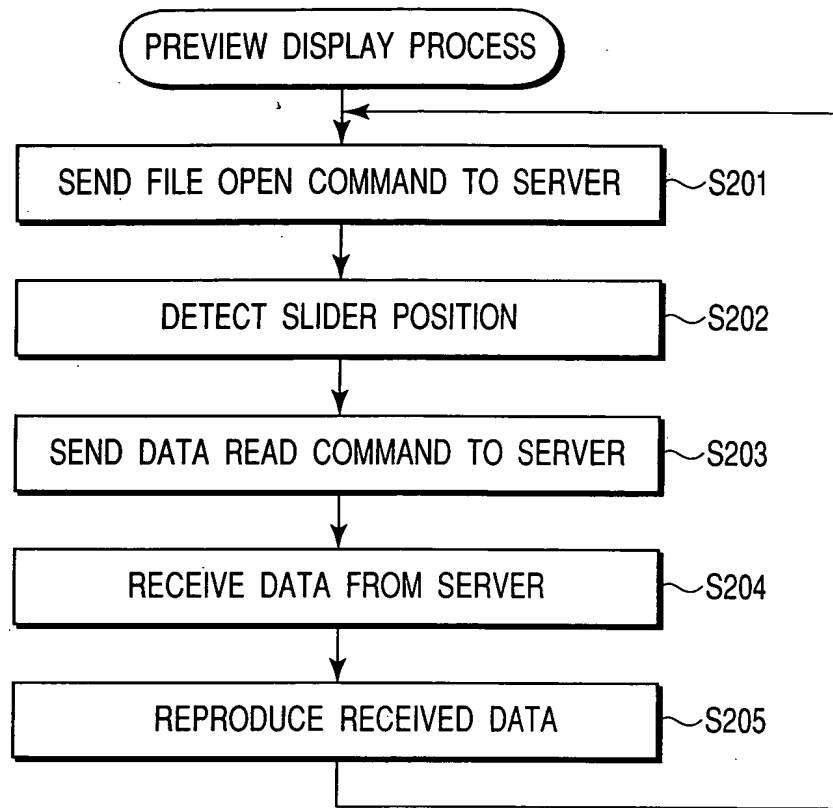 PREVIEW DISPLAY PROCESS
SEND FILE OPEN COMMAND TO SERVER S201
DETECT SLIDER POSITION S202
SEND DATA READ COMMAND TO SERVER S203
RECEIVE DATA FROM SERVER S204
REPRODUCE RECEIVED DATA S205